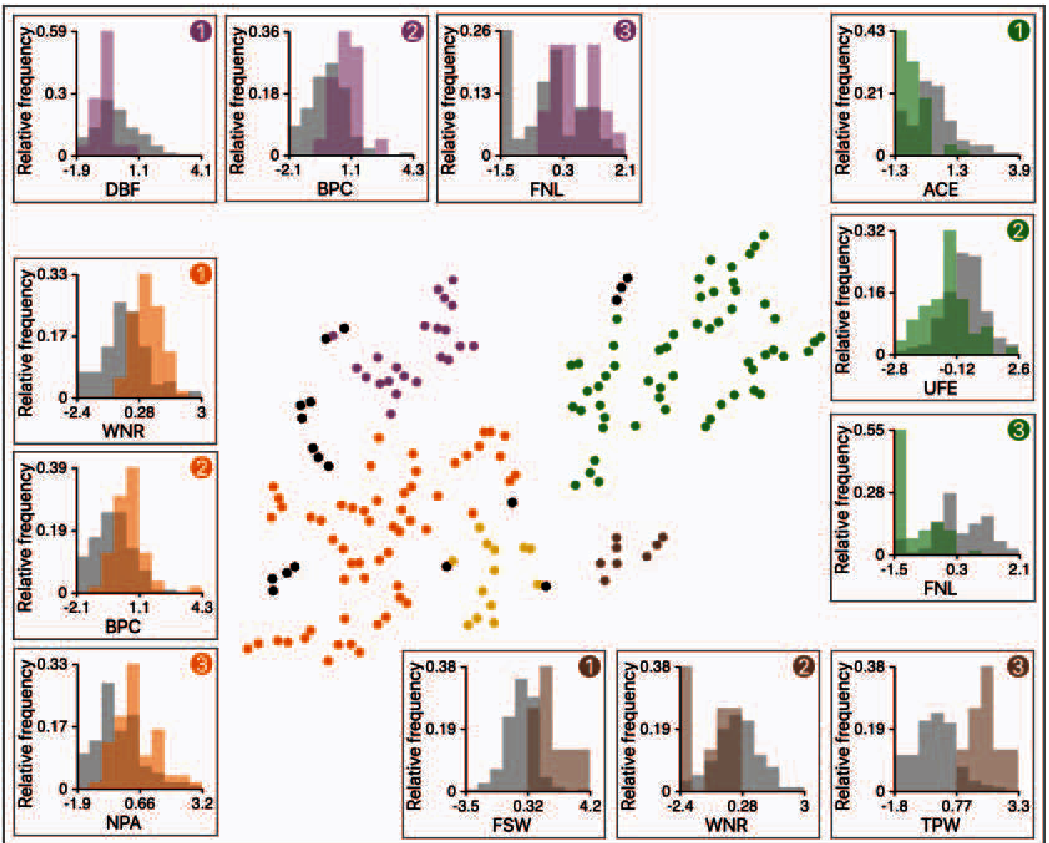 Relative frequency
0.59
0.3
0
-1.9 1.1 4.1
DBF
1
Relative frequency
0.36
0.18
0
-2.1 1.1 4.3
BPC
2
Relative frequency
0.26
0.13
0
-1.5 0.3 2.1
FNL
3
Relative frequency
0.43
0.21
0
-1.3 1.3 3.9
ACE
1
Relative frequency
0.33
0.17
0
-2.4 0.28 3
WNR
1
Relative frequency
0.32
0.16
0
-2.8 -0.12 2.6
UFE
2
Relative frequency
0.39
0.19
0
-2.1 1.1 4.3
BPC
2
Relative frequency
0.55
0.28
0
-1.5 0.3 2.1
FNL
3
Relative frequency
0.33
0.17
0
-1.9 0.66 3.2
NPA
3
Relative frequency
0.38
0.19
0
-3.5 0.32 4.2
FSW
1
Relative frequency
0.38
0.19
0
-2.4 0.28 3
WNR
2
Relative frequency
0.38
0.19
0
-1.8 0.77 3.3
TPW
3